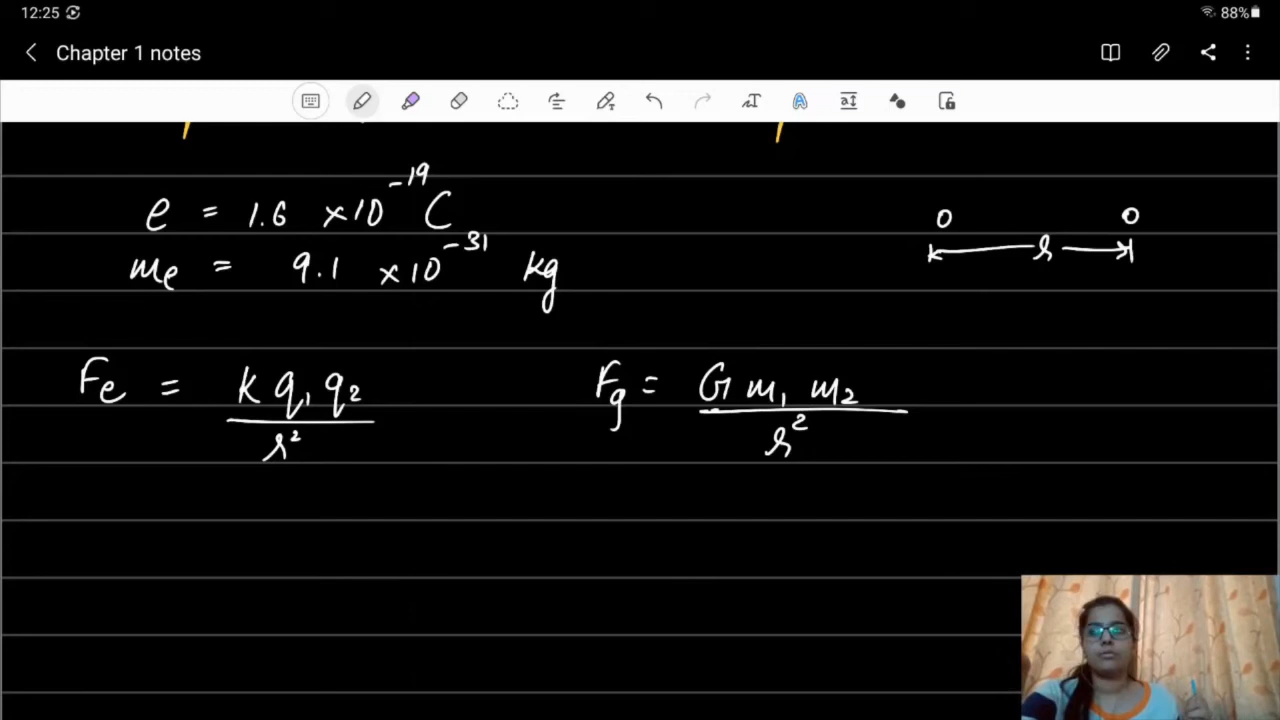 12:25
88%
Chapter 1 notes
e = 1.6 ×10⁻¹⁹ C
mₑ = 9.1 ×10⁻³¹ kg
o o
r
Fₑ = K q₁ q₂ / r²
F_g = G m₁ m₂ / r²